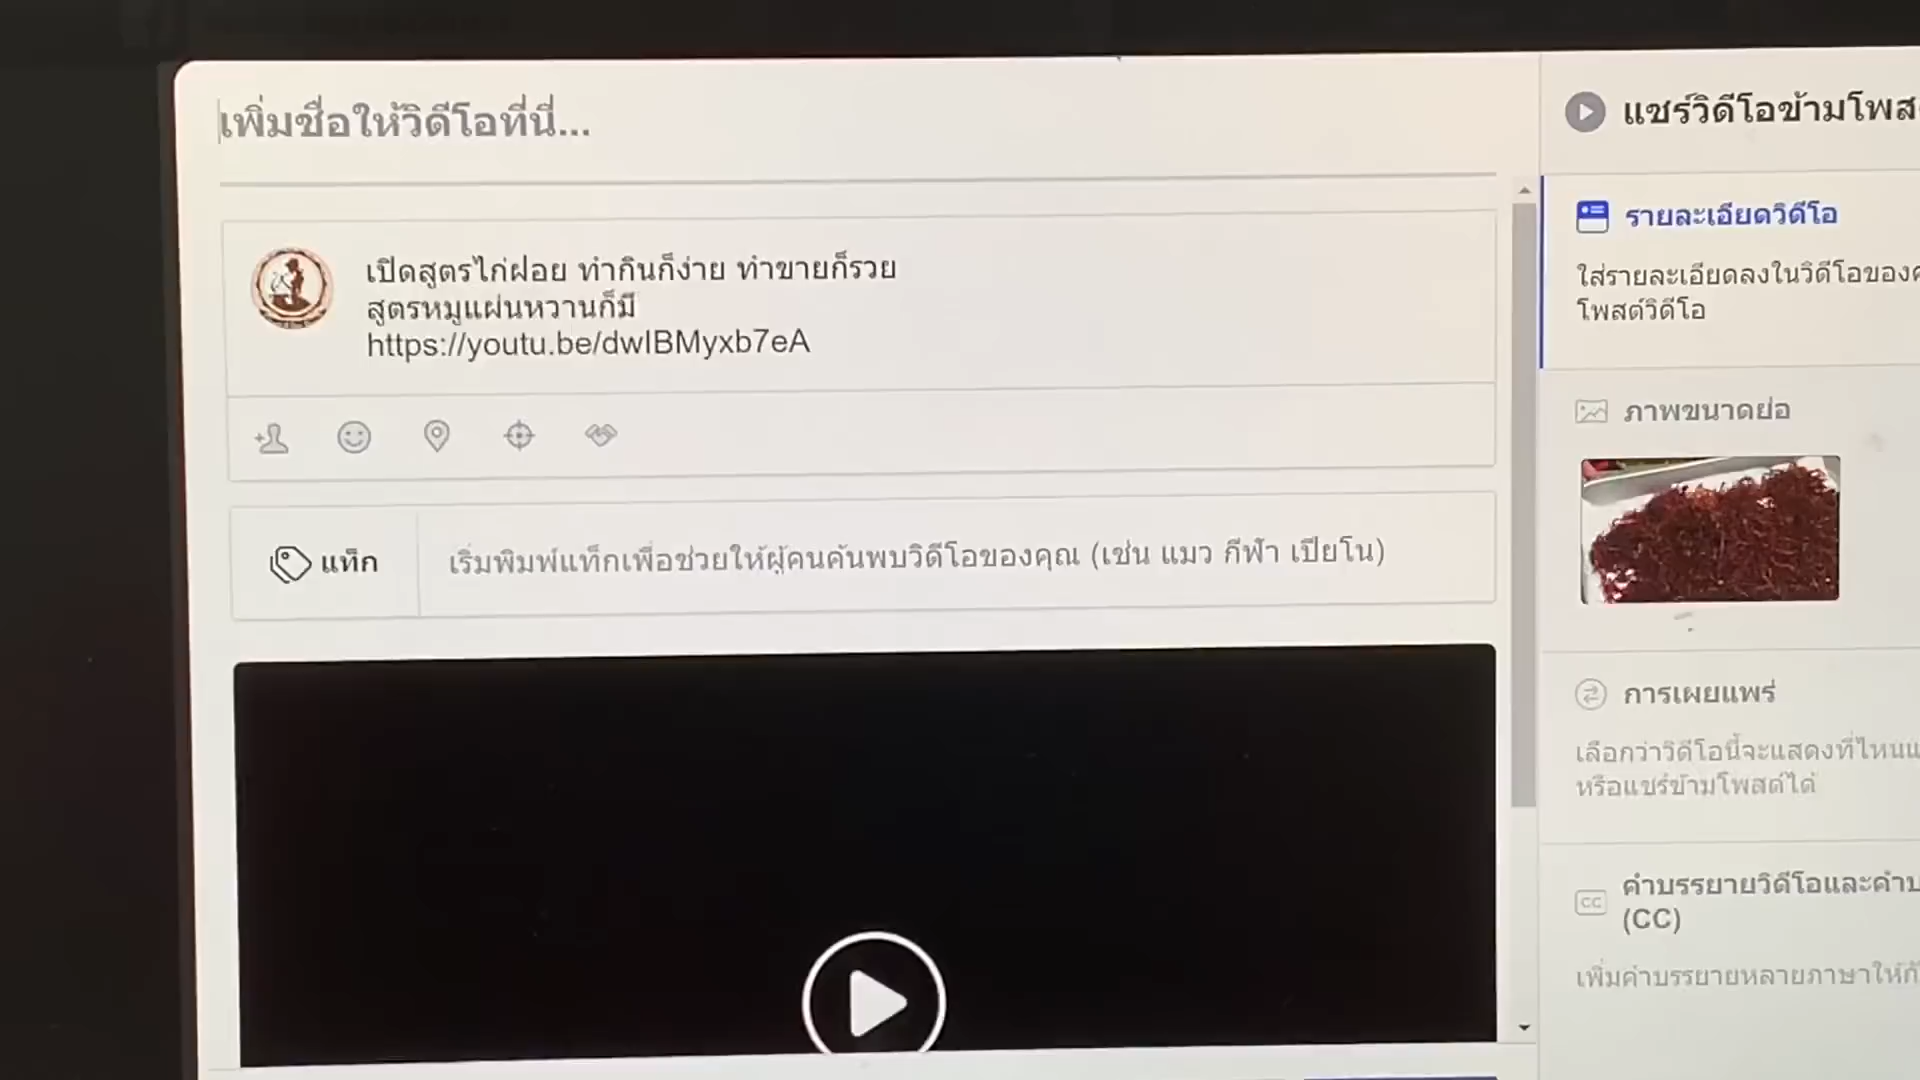 เพิ่มชื่อให้วิดีโอที่นี่...
เปิดสูตรไก่ฝอย ทำกินก็ง่าย ทำขายก็รวย
สูตรหมูแผ่นหวานก็มี
https://youtu.be/dwIBMyxb7eA
แท็ก
เริ่มพิมพ์แท็กเพื่อช่วยให้ผู้คนค้นพบวิดีโอของคุณ (เช่น แมว กีฬา เปียโน)
แชร์วิดีโอข้ามโพสต์
รายละเอียดวิดีโอ
ใส่รายละเอียดลงในวิดีโอของ
โพสต์วิดีโอ
ภาพขนาดย่อ
การเผยแพร่
เลือกว่าวิดีโอนี้จะแสดงที่ไหน
หรือแชร์ข้ามโพสต์ได้
CC
คำบรรยายวิดีโอและคำบ
(CC)
เพิ่มคำบรรยายหลายภาษาให้กั